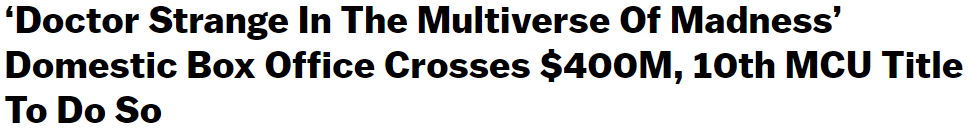 ‘Doctor Strange In The Multiverse Of Madness’
Domestic Box Office Crosses $400M, 10th MCU Title
To Do So